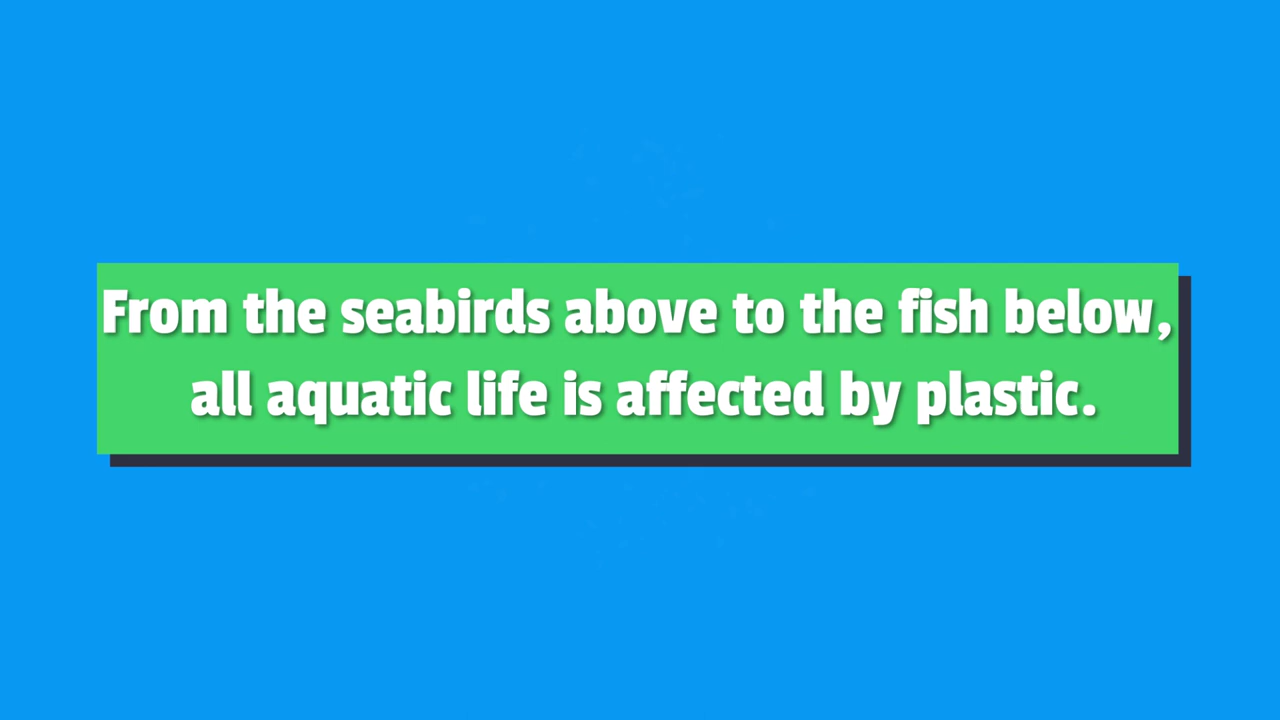 From the seabirds above to the fish below,
all aquatic life is affected by plastic.